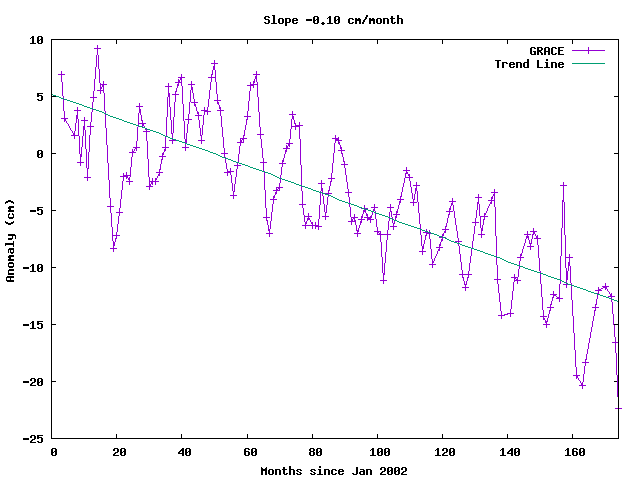 Slope -0.10 cm/month
GRACE
Trend Line
10
5
0
-5
-10
-15
-20
-25
Anomaly (cm)
0 20 40 60 80 100 120 140 160
Months since Jan 2002